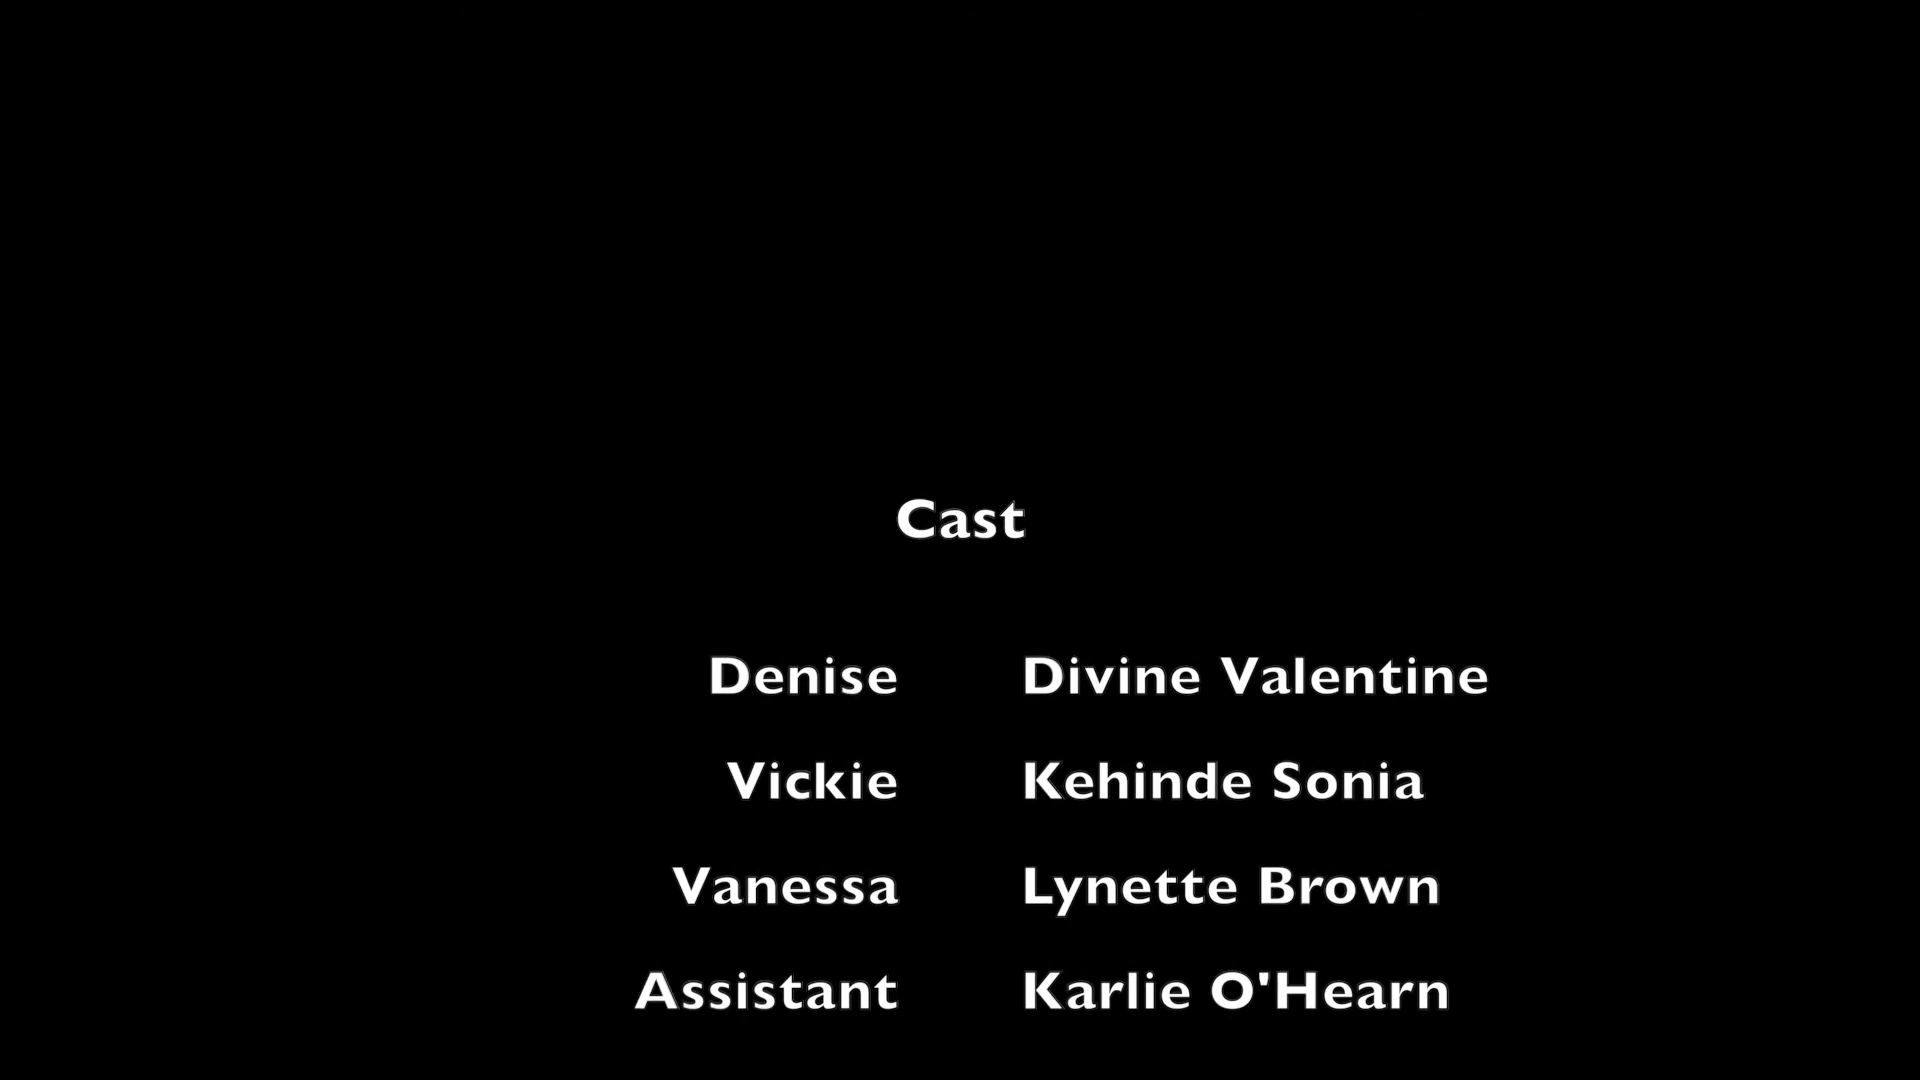 Cast
Denise Divine Valentine
Vickie Kehinde Sonia
Vanessa Lynette Brown
Assistant Karlie O'Hearn